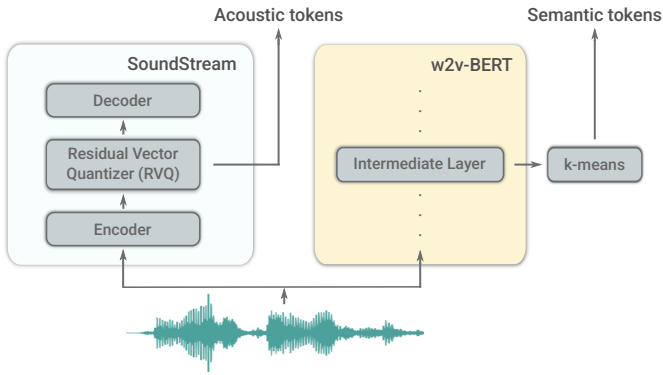 Acoustic tokens
Semantic tokens
SoundStream
w2v-BERT
Decoder
Residual Vector
Quantizer (RVQ)
Intermediate Layer
k-means
Encoder